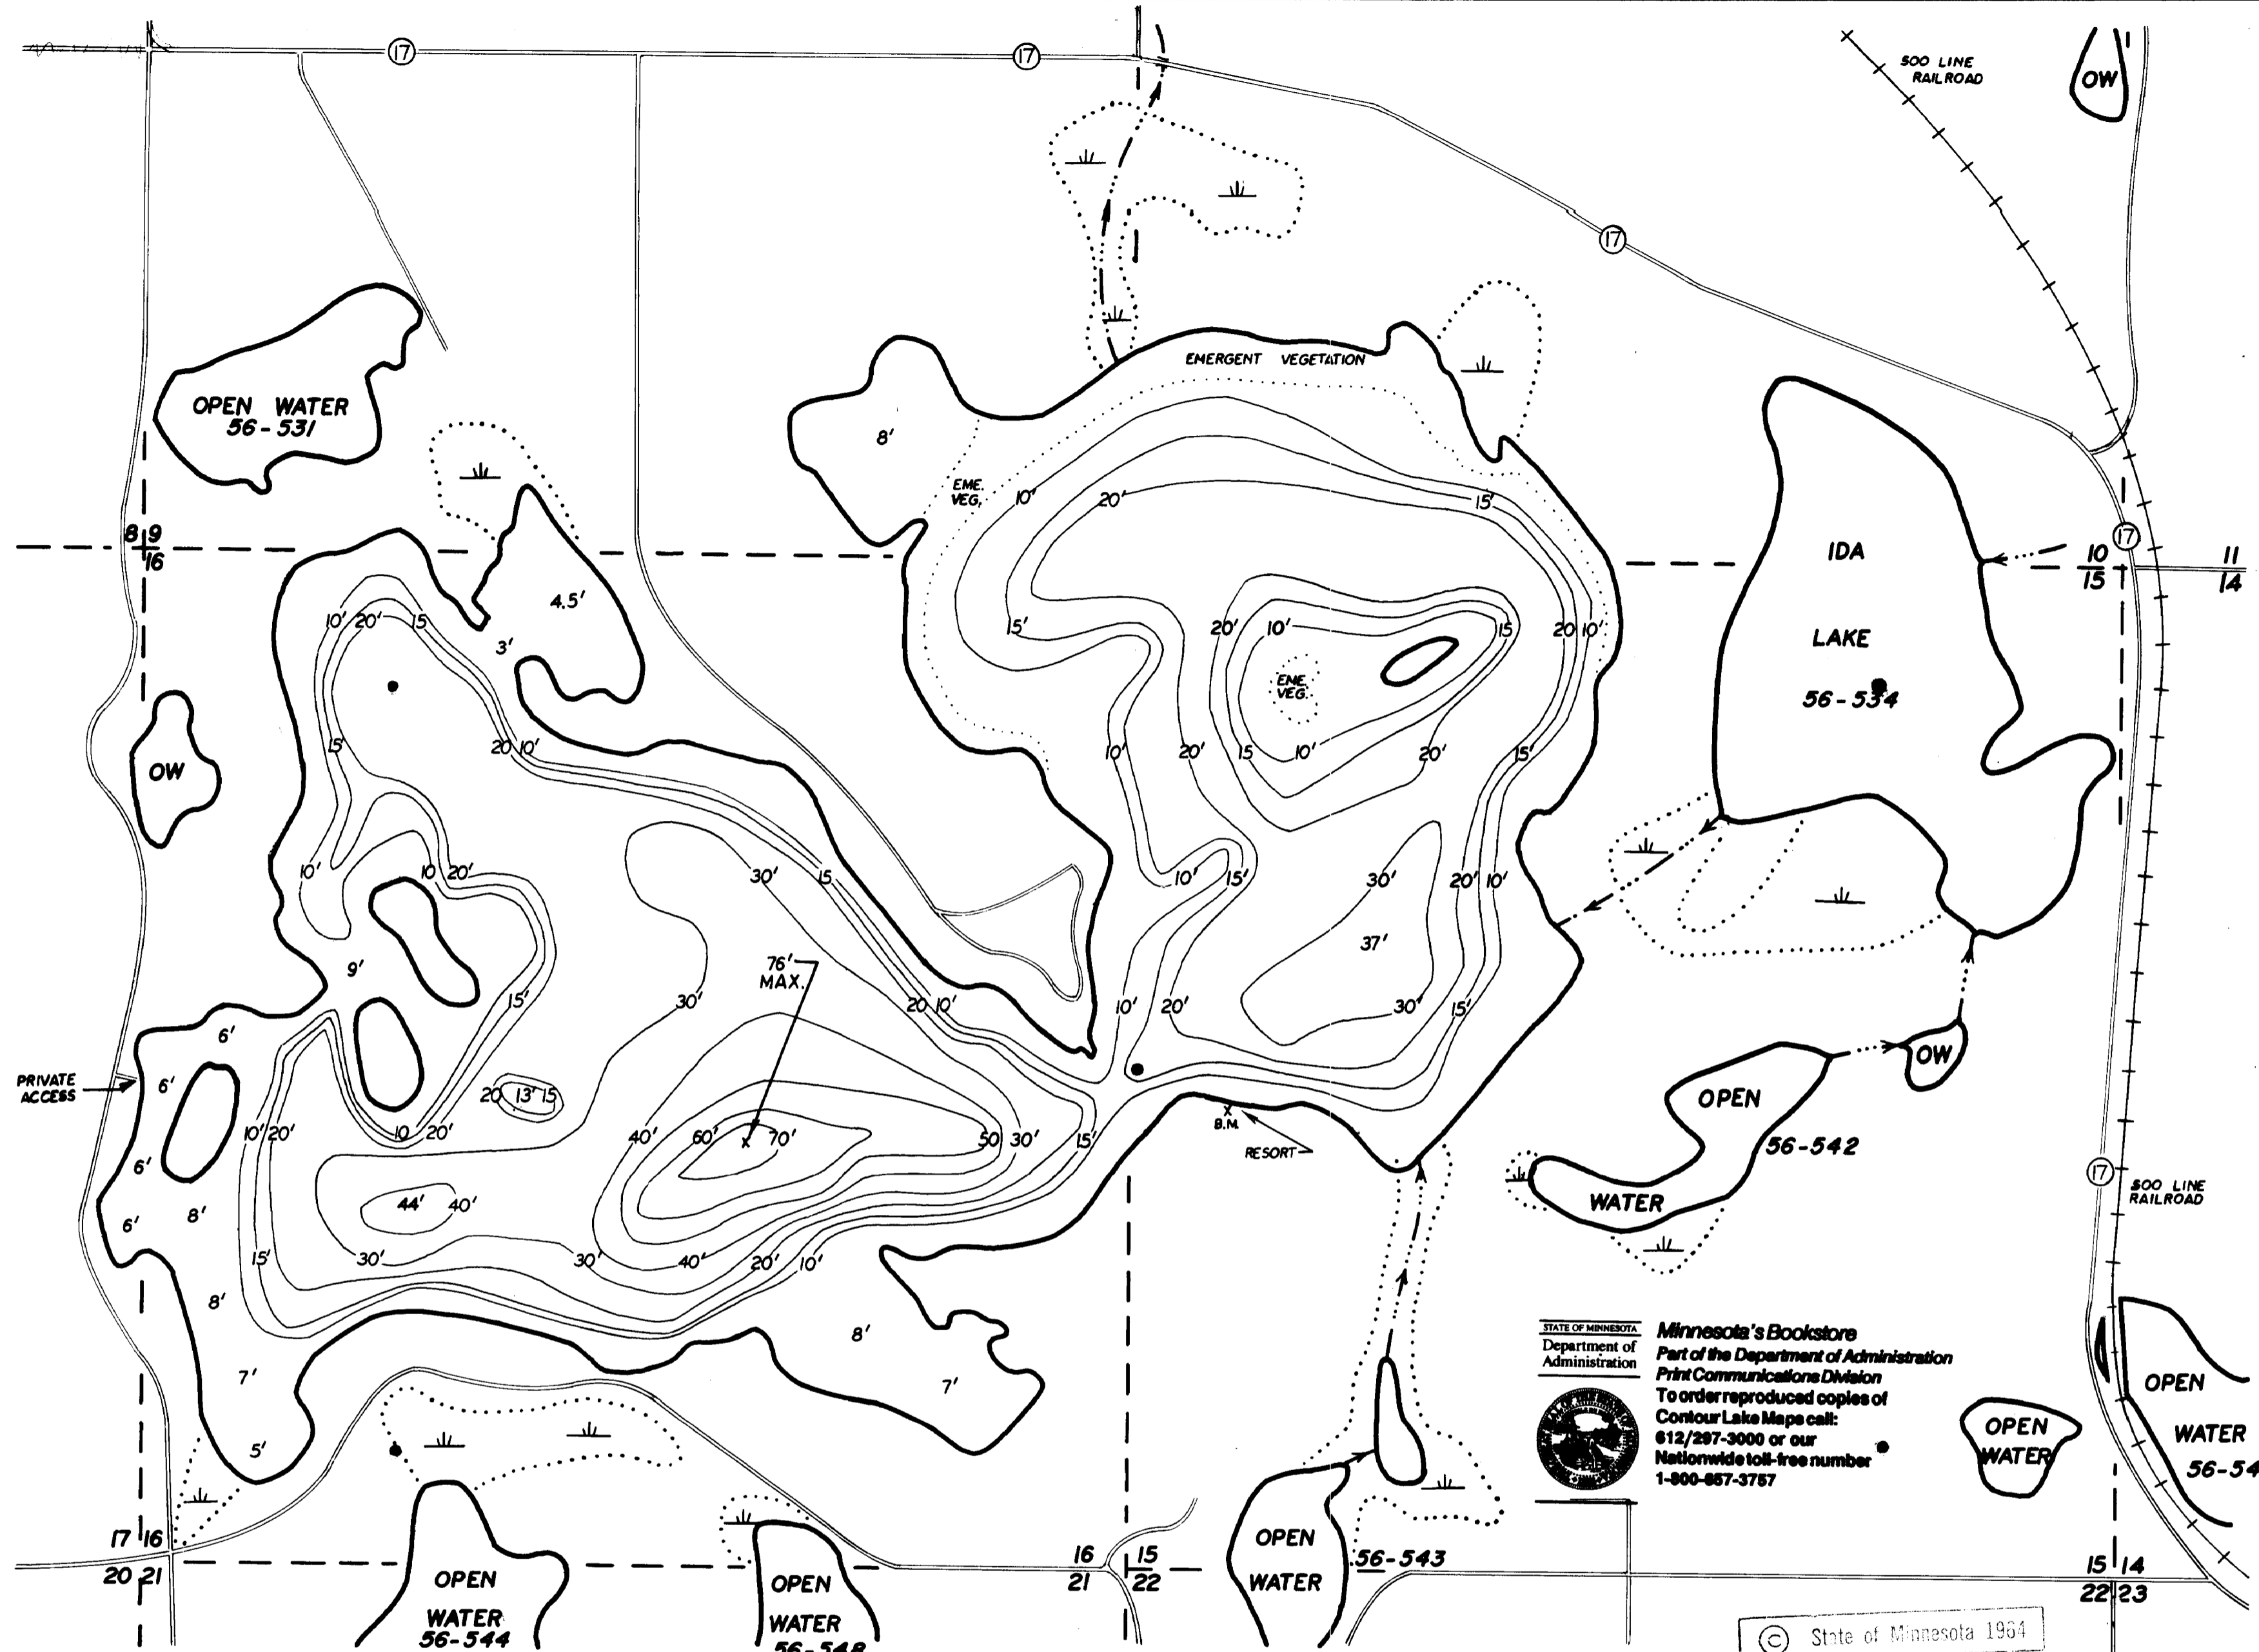 17
17
SOO LINE
RAILROAD
OW
17
OPEN WATER
56-531
EMERGENT VEGETATION
8'
EME.
VEG.
10'
20'
15'
8 9
16
17
10
15
11
14
IDA
LAKE
56-534
4.5'
3'
10'
20'
15
15'
20'
10'
15
20
10'
EME.
VEG.
15'
20
10'
10'
20'
15
10'
20'
15'
OW
10'
10
20'
30'
15
10'
15'
30'
20'
10'
37'
9'
15'
30'
76'
MAX.
20
10'
10'
20'
30'
15'
6'
PRIVATE
ACCESS
6'
20
13'
15
OW
OPEN
56-542
WATER
B.M.
RESORT
10'
20'
10
20'
40'
60'
70'
50
30'
15'
6'
6'
8'
44'
40'
17
SOO LINE
RAILROAD
15'
30'
30'
40'
20'
10'
8'
8'
7'
7'
5'
STATE OF MINNESOTA
Department of
Administration
Minnesota's Bookstore
Part of the Department of Administration
Print Communications Division
To order reproduced copies of
Contour Lake Maps call:
612/297-3000 or our
Nationwide toll-free number
1-800-657-3757
OPEN
WATER
OPEN
WATER
56-54
17 16
20 21
OPEN
WATER
56-544
OPEN
WATER
56-548
16
21
15
22
OPEN
WATER
56-543
15 14
22 23
© State of Minnesota 1984